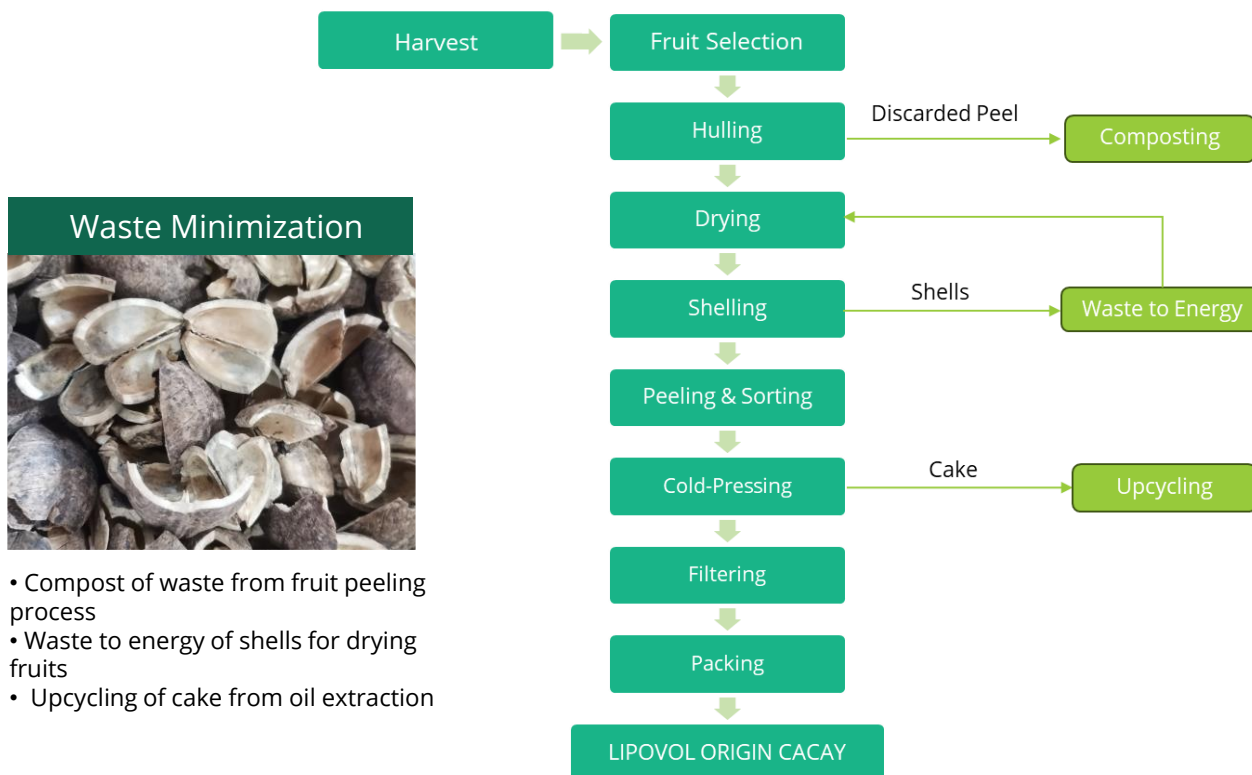 Harvest
Fruit Selection
Hulling
Discarded Peel
Composting
Drying
Shelling
Shells
Waste to Energy
Peeling & Sorting
Cold-Pressing
Cake
Upcycling
Filtering
Packing
LIPOVOL ORIGIN CACAY
Waste Minimization
• Compost of waste from fruit peeling
process
• Waste to energy of shells for drying
fruits
• Upcycling of cake from oil extraction